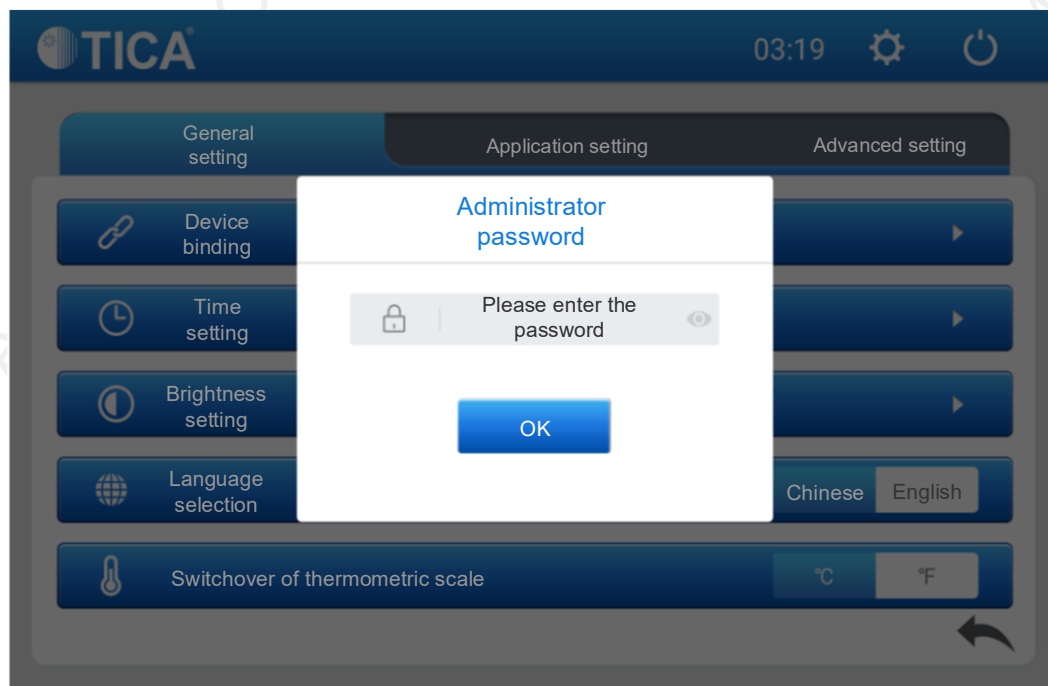 TICA®
03:19
General
setting
Application setting
Advanced setting
Administrator
password
Device
binding
Please enter the
password
Time
setting
OK
Brightness
setting
Language
selection
Chinese
English
Switchover of thermometric scale
℃
℉